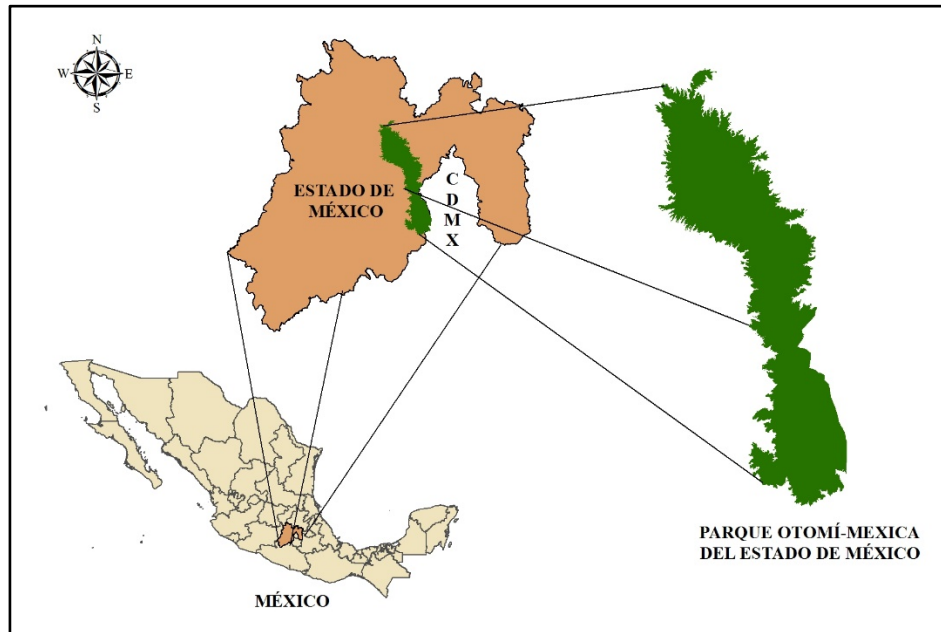 N
W
E
S
ESTADO DE
MÉXICO
C
D
M
X
PARQUE OTOMÍ-MEXICA
DEL ESTADO DE MÉXICO
MÉXICO